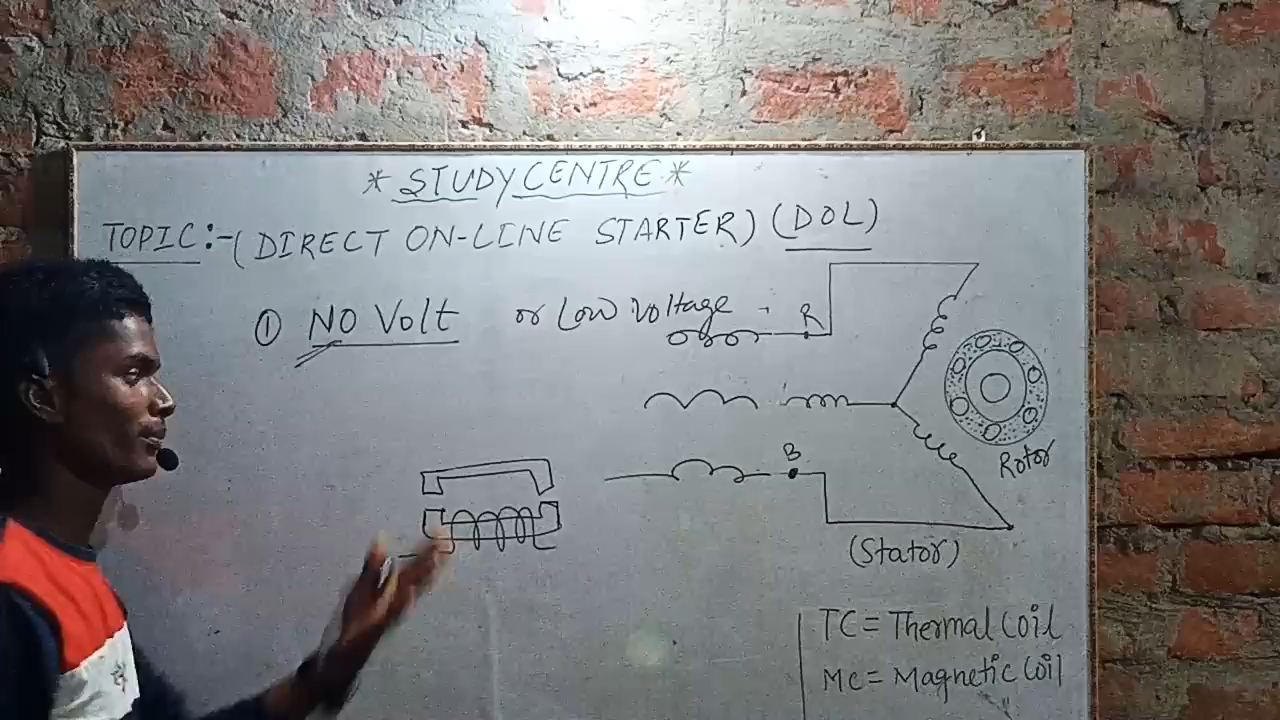 * STUDY CENTRE *
TOPIC:-(DIRECT ON-LINE STARTER) (DOL)
① NO Volt or Low Voltage
R
B
Rotor
(Stator)
TC = Thermal Coil
MC = Magnetic Coil